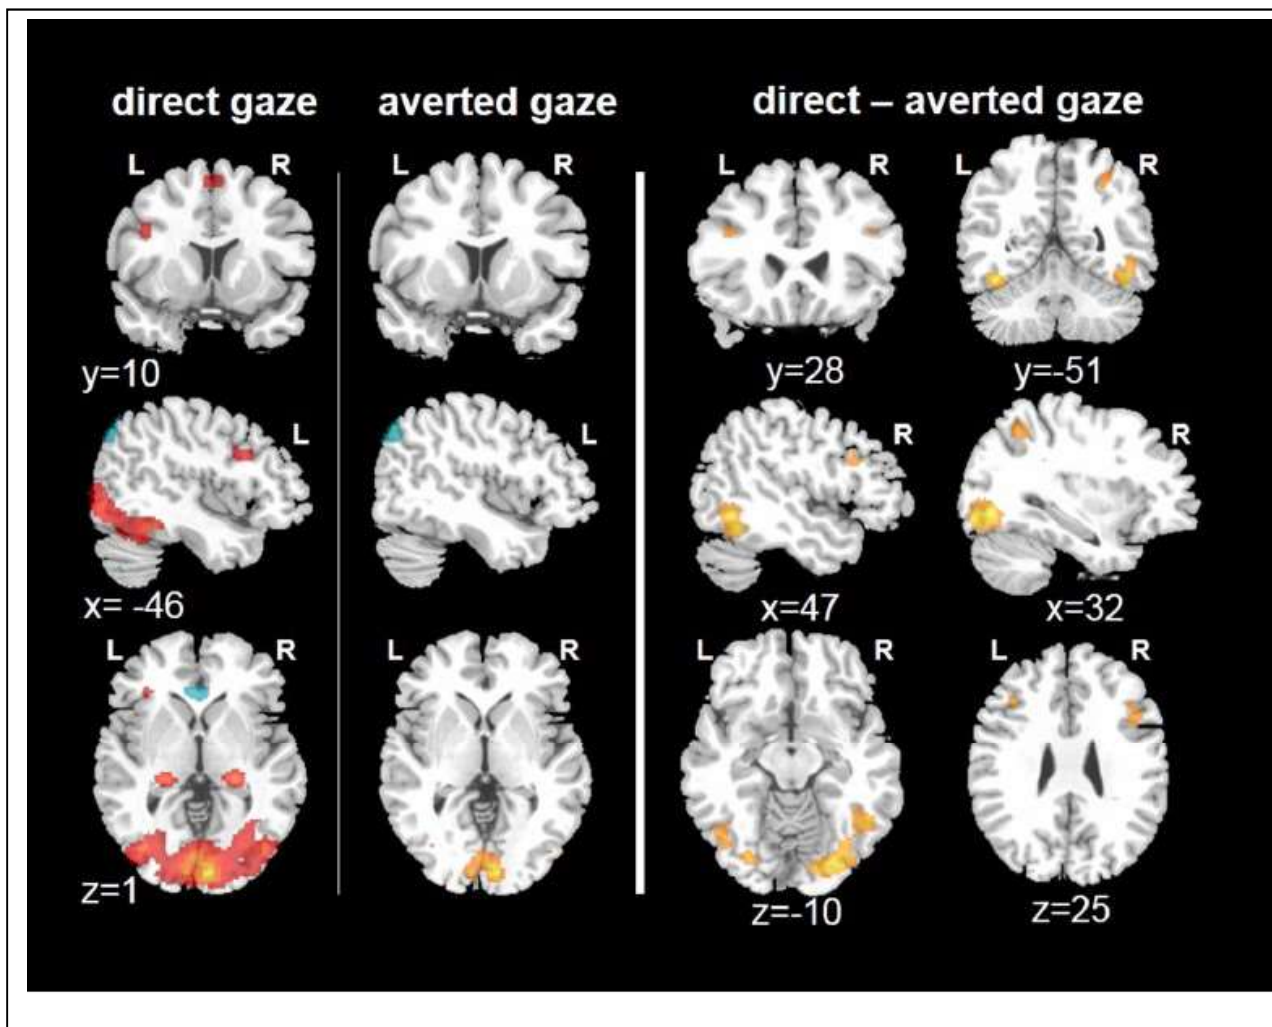 direct gaze averted gaze direct – averted gaze
L R L R L R L R
y=10 y=28 y=-51
L L R R
x= -46 x=47 x=32
L R L R L R L R
z=1 z=-10 z=25